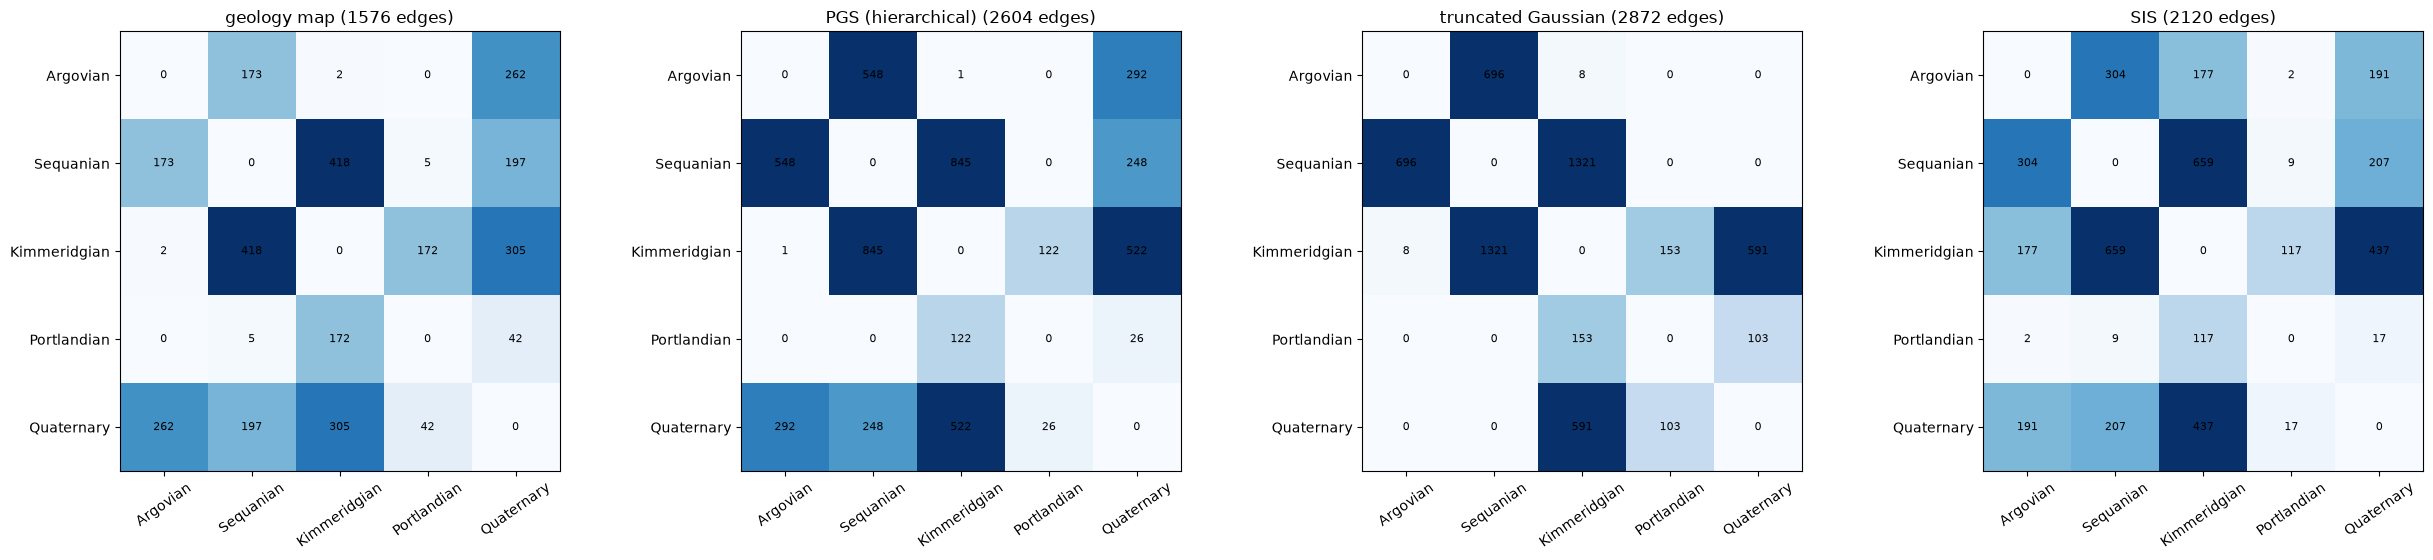 geology map (1576 edges)
Argovian 0 173 2 0 262
Sequanian 173 0 418 5 197
Kimmeridgian 2 418 0 172 305
Portlandian 0 5 172 0 42
Quaternary 262 197 305 42 0
Argovian Sequanian Kimmeridgian Portlandian Quaternary
PGS (hierarchical) (2604 edges)
Argovian 0 548 1 0 292
Sequanian 548 0 845 0 248
Kimmeridgian 1 845 0 122 522
Portlandian 0 0 122 0 26
Quaternary 292 248 522 26 0
Argovian Sequanian Kimmeridgian Portlandian Quaternary
truncated Gaussian (2872 edges)
Argovian 0 696 8 0 0
Sequanian 696 0 1321 0 0
Kimmeridgian 8 1321 0 153 591
Portlandian 0 0 153 0 103
Quaternary 0 0 591 103 0
Argovian Sequanian Kimmeridgian Portlandian Quaternary
SIS (2120 edges)
Argovian 0 304 177 2 191
Sequanian 304 0 659 9 207
Kimmeridgian 177 659 0 117 437
Portlandian 2 9 117 0 17
Quaternary 191 207 437 17 0
Argovian Sequanian Kimmeridgian Portlandian Quaternary